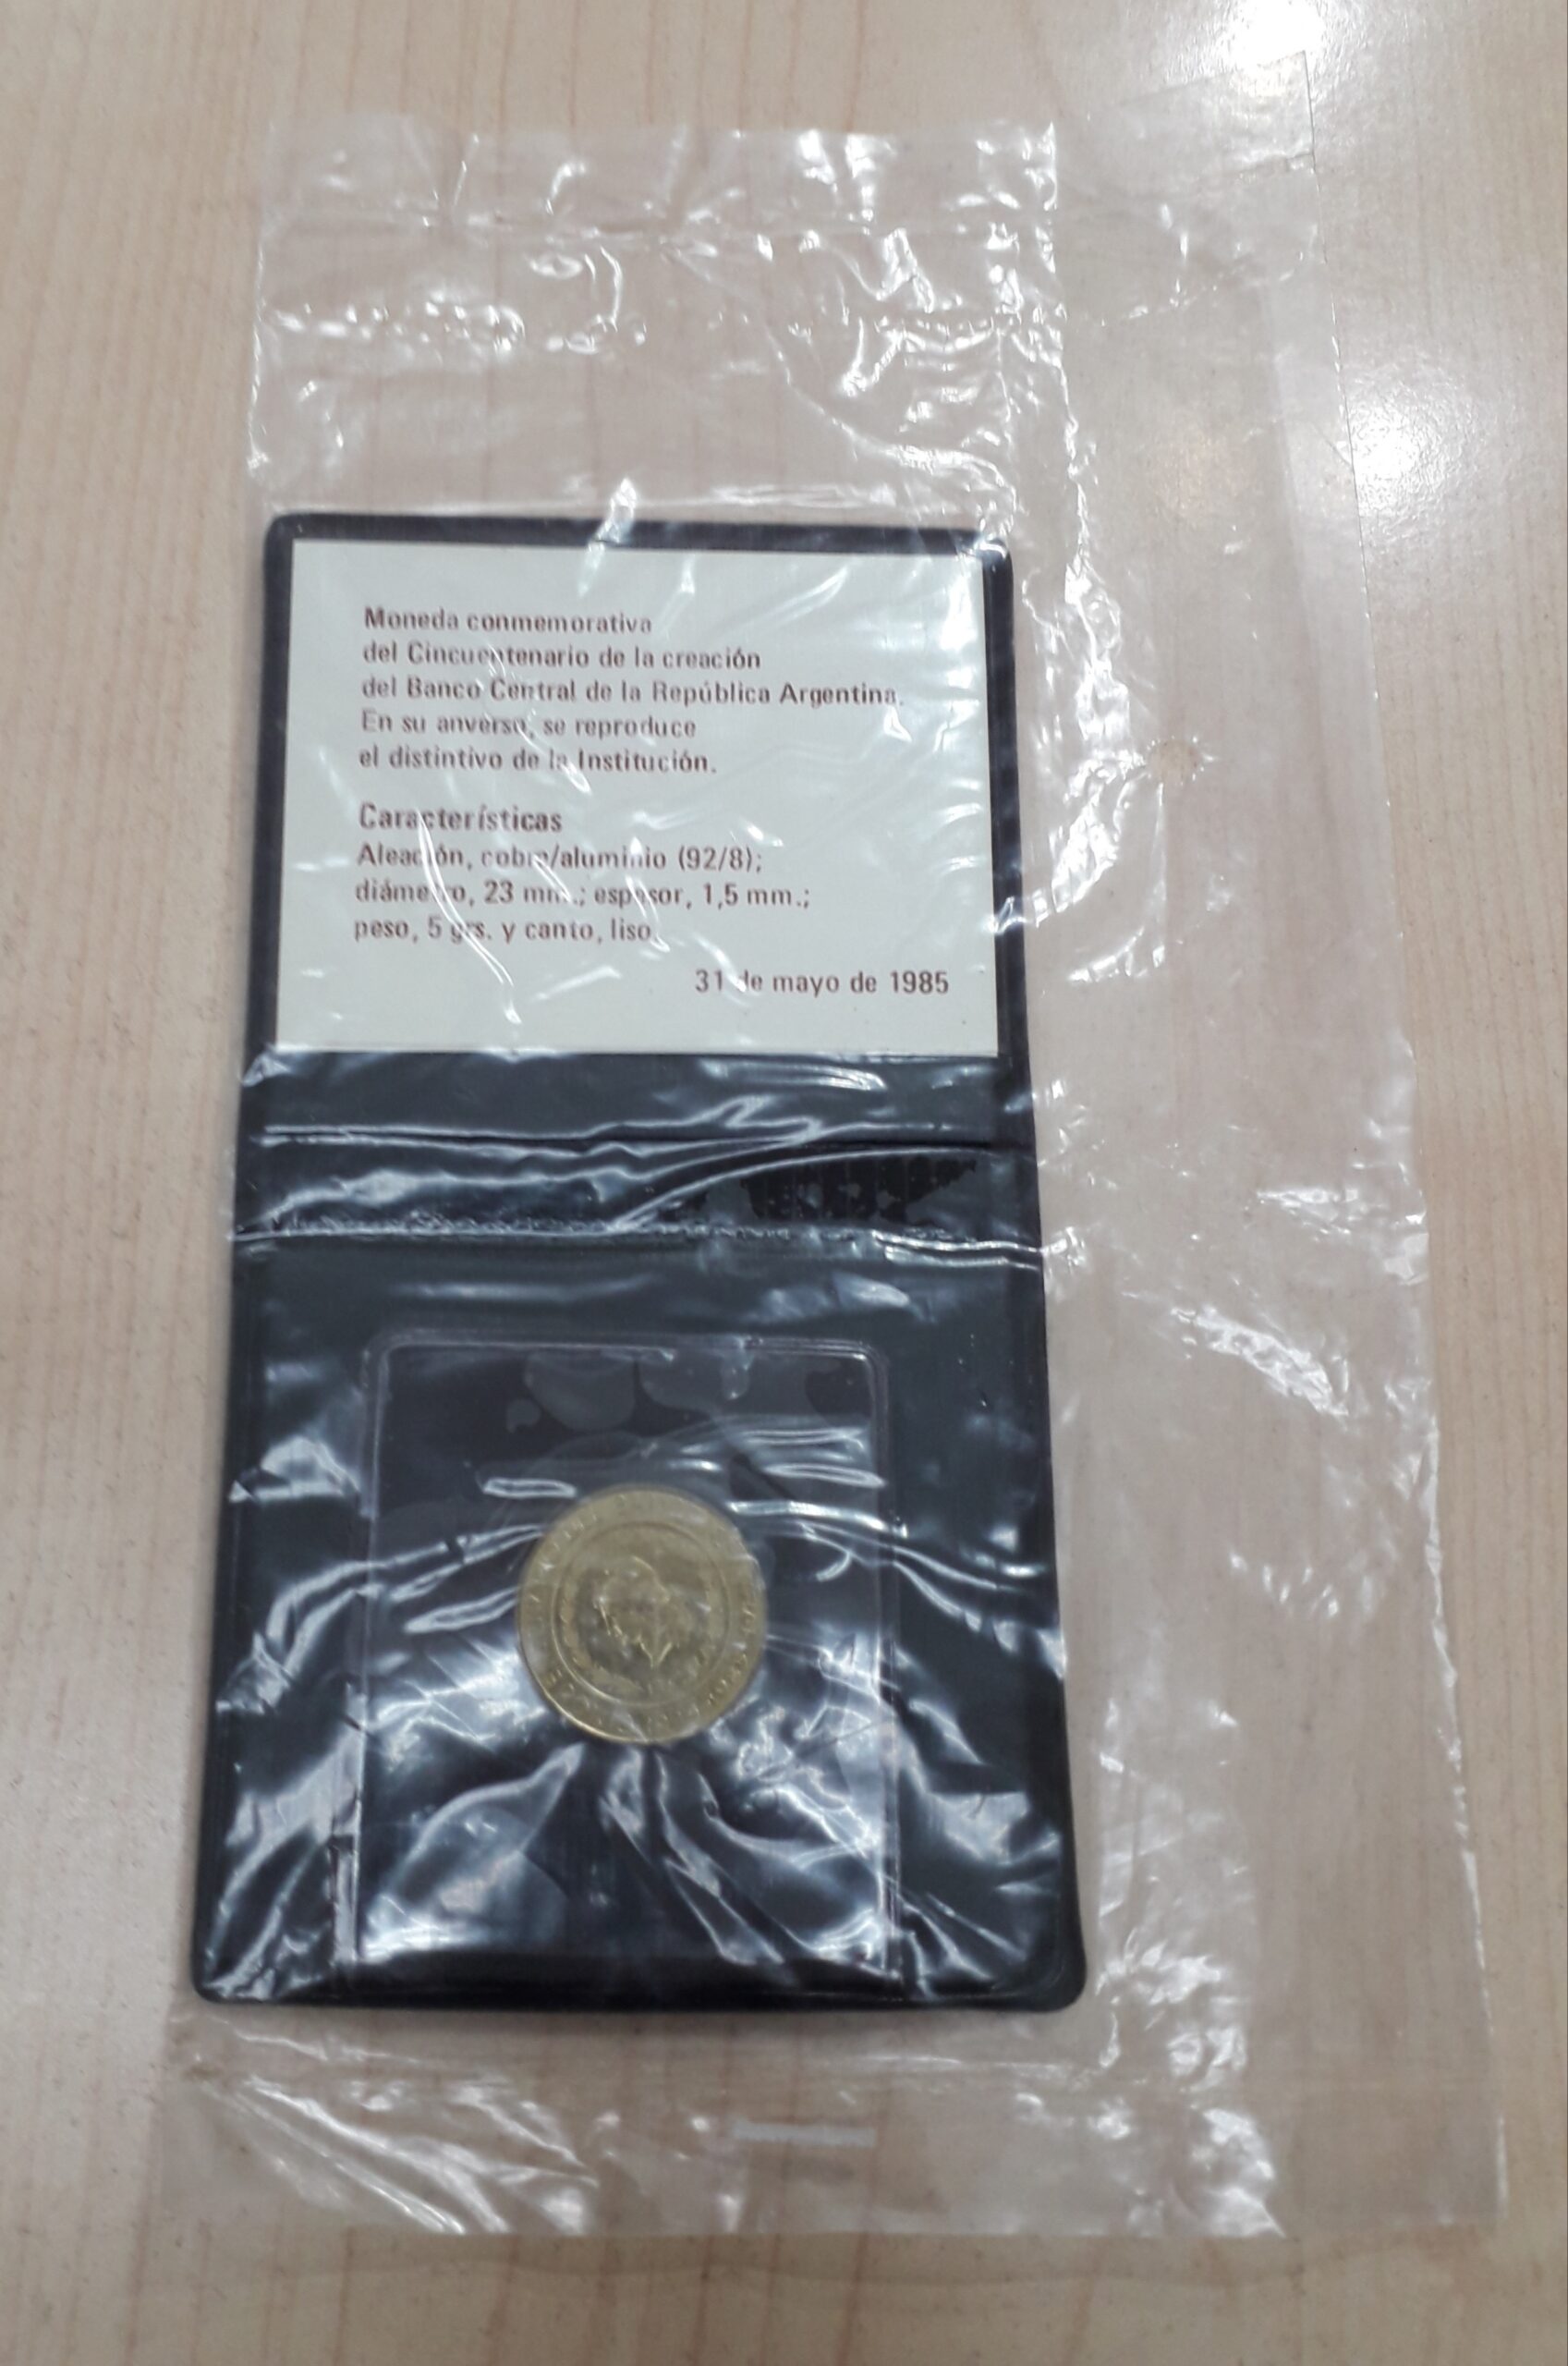 Moneda conmemorativa
del Cincuentenario de la creación
del Banco Central de la República Argentina.
En su anverso, se reproduce
el distintivo de la Institución.
Características
Aleación, cobre/aluminio (92/8);
diámetro, 23 mm.; espesor, 1,5 mm.;
peso, 5 grs. y canto, liso.
31 de mayo de 1985